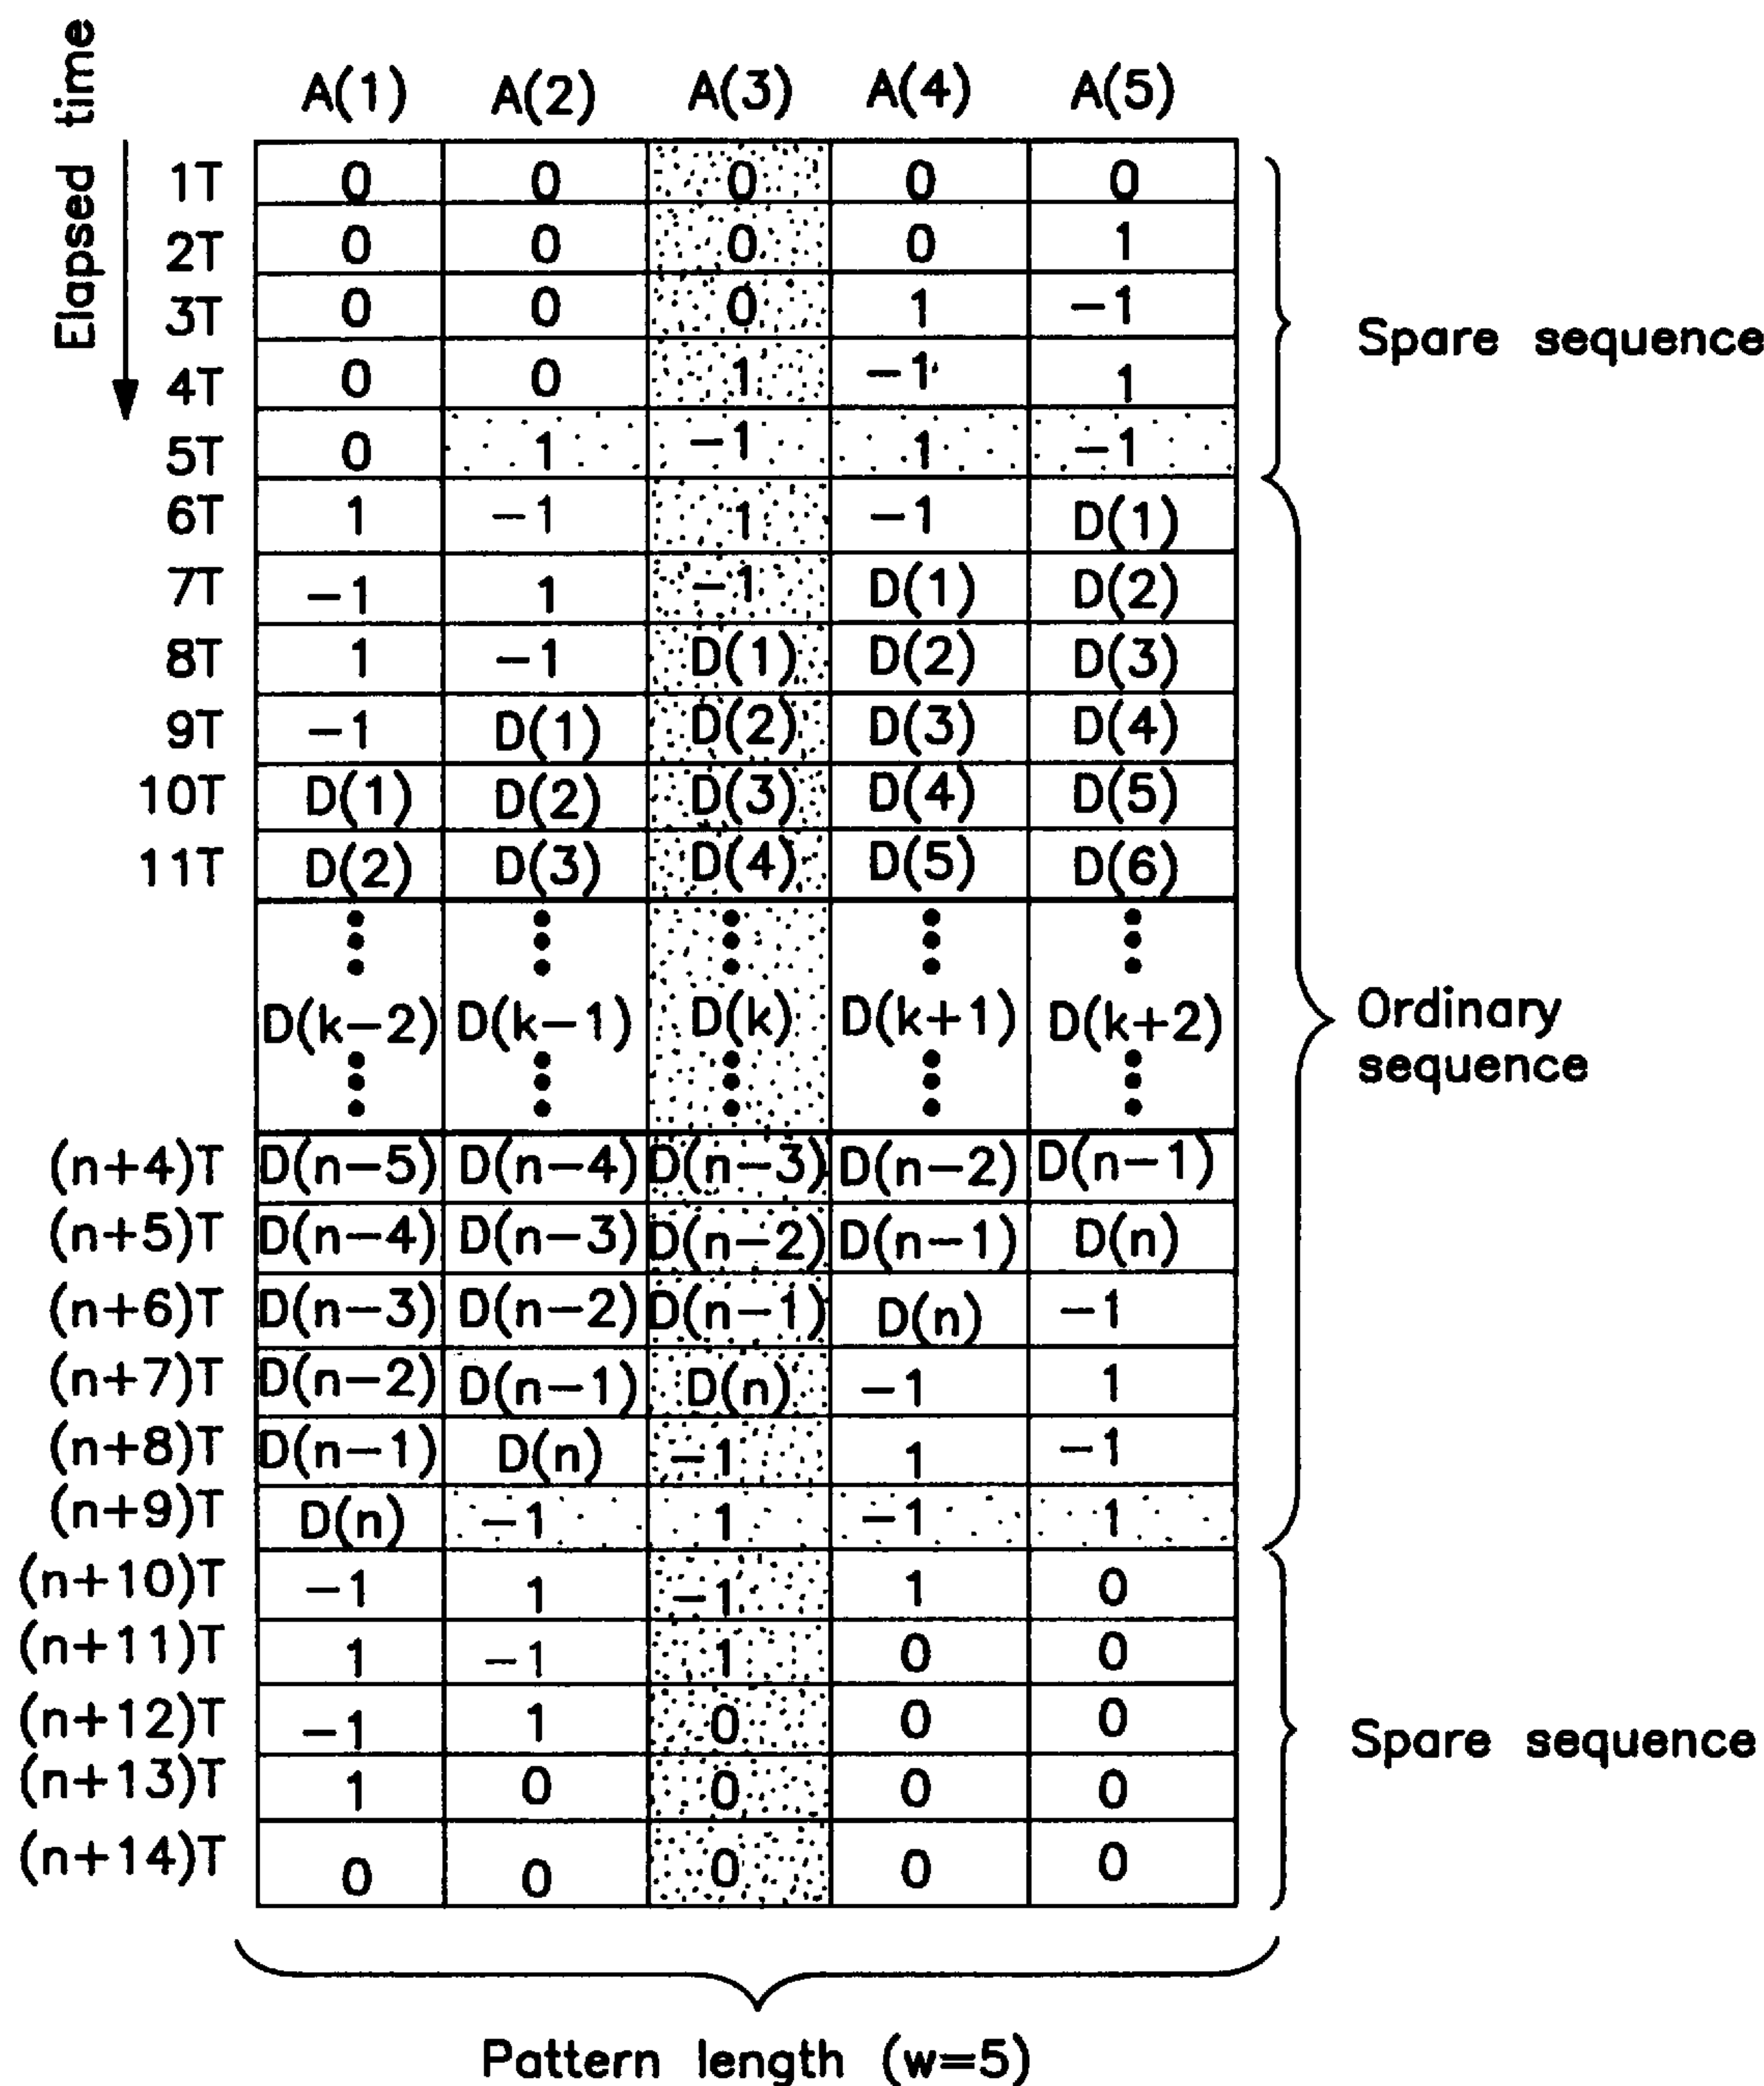 Elapsed time
A(1) A(2) A(3) A(4) A(5)
1T 0 0 0 0 0
2T 0 0 0 0 1
3T 0 0 0 1 −1
Spare sequence
4T 0 0 1 −1 1
5T 0 1 −1 1 −1
6T 1 −1 1 −1 D(1)
7T −1 1 −1 D(1) D(2)
8T 1 −1 D(1) D(2) D(3)
9T −1 D(1) D(2) D(3) D(4)
10T D(1) D(2) D(3) D(4) D(5)
11T D(2) D(3) D(4) D(5) D(6)
D(k−2) D(k−1) D(k) D(k+1) D(k+2)
Ordinary
sequence
(n+4)T D(n−5) D(n−4) D(n−3) D(n−2) D(n−1)
(n+5)T D(n−4) D(n−3) D(n−2) D(n−1) D(n)
(n+6)T D(n−3) D(n−2) D(n−1) D(n) −1
(n+7)T D(n−2) D(n−1) D(n) −1 1
(n+8)T D(n−1) D(n) −1 1 −1
(n+9)T D(n) −1 1 −1 1
(n+10)T −1 1 −1 1 0
(n+11)T 1 −1 1 0 0
(n+12)T −1 1 0 0 0
Spare sequence
(n+13)T 1 0 0 0 0
(n+14)T 0 0 0 0 0
Pattern length (w=5)